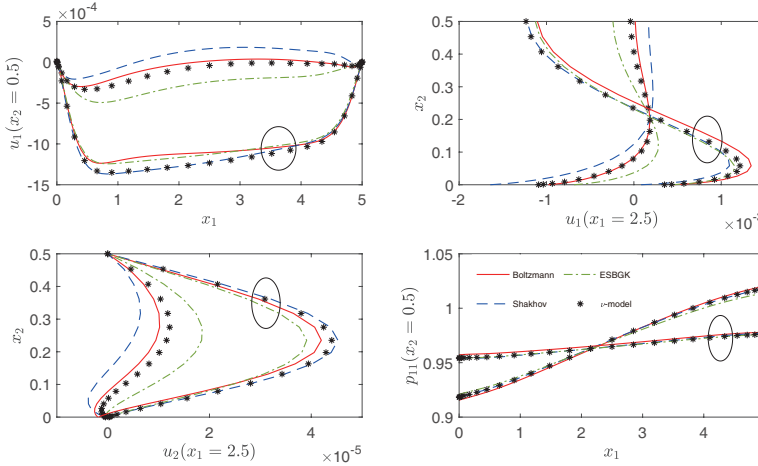 ×10⁻⁴
5
0
-5
-10
-15
0 1 2 3 4 5
x₁
u₁(x₂ = 0.5)
0.5
0.4
0.3
0.2
0.1
0
-2 -1 0 1
u₁(x₁ = 2.5)
x₂
0.5
0.4
0.3
0.2
0.1
0
0 2 4
×10⁻⁵
u₂(x₁ = 2.5)
x₂
1.05
1
0.95
0.9
0 1 2 3 4
x₁
p₁₁(x₂ = 0.5)
Boltzmann
ESBGK
Shakhov
υ-model